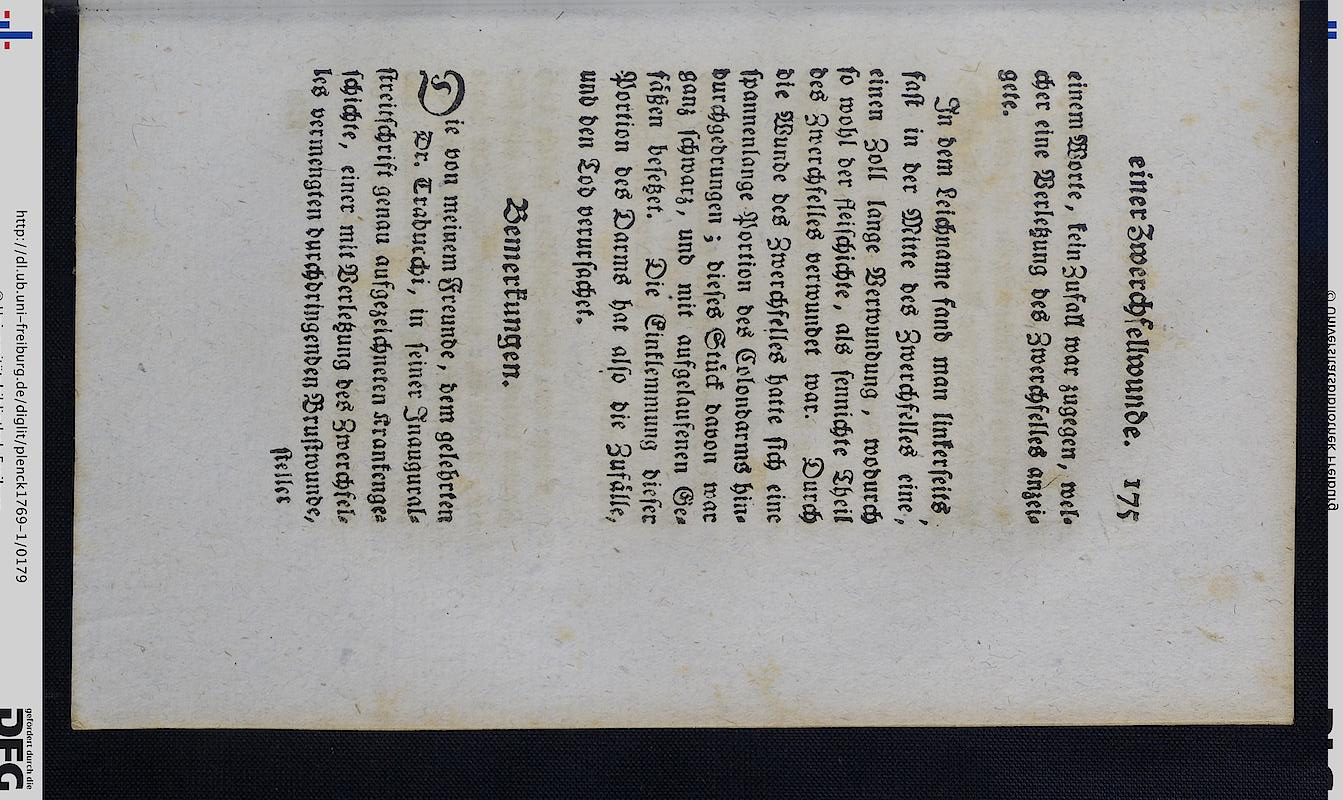 einer Zwerchfellwunde. 175
einem Worte, kein Zufall war zugegen, wel-
cher eine Verletzung des Zwerchfelles anzei-
gete.
In dem Leichname fand man linkerseits,
fast in der Mitte des Zwerchfelles eine,
einen Zoll lange Verwundung, wodurch
so wohl der fleischichte, als sennichte Theil
des Zwerchfelles verwundet war. Durch
die Wunde des Zwerchfelles hatte sich eine
spannenlange Portion des Colondarms hin-
durchgedrungen; dieses Stück davon war
ganz schwarz, und mit aufgelaufenen Ge-
fäßen besetzet. Die Einklemmung dieser
Portion des Darms hat also die Zufälle,
und den Tod verursachet.
Bemerkungen.
Die von meinem Freunde, dem gelehrten
Dr. Trabucchi, in seiner Inaugural-
streitschrift genau aufgezeichneten Krankenge-
schichte, einer mit Verletzung des Zwerchfel-
les vermengten durchdringenden Brustwunde,
stellet
http://dl.ub.uni-freiburg.de/diglit/plenck1769-1/0179
gefördert durch die
DFG